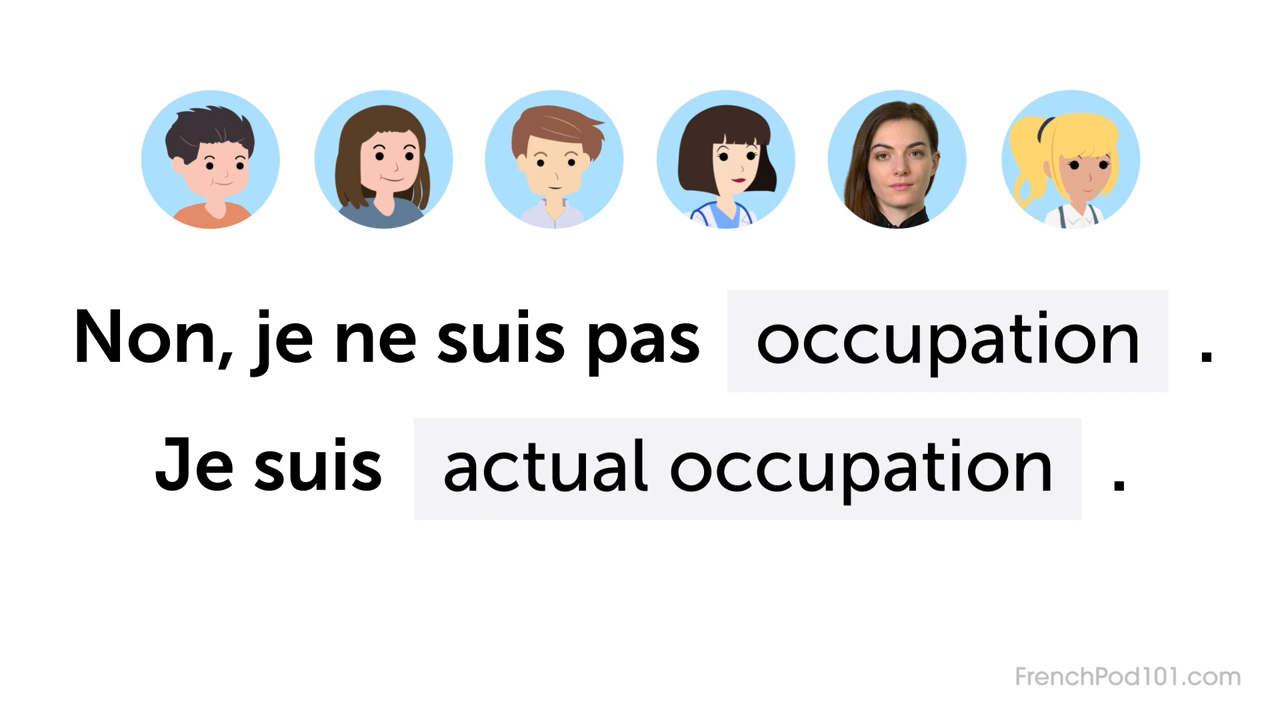 Non, je ne suis pas occupation .
Je suis actual occupation .
FrenchPod101.com